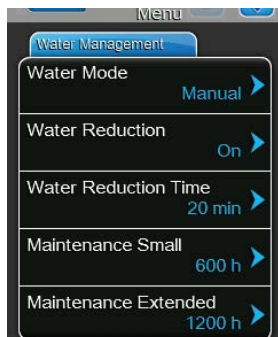 Menu
Water Management
Water Mode
Manual
Water Reduction
On
Water Reduction Time
20 min
Maintenance Small
600 h
Maintenance Extended
1200 h